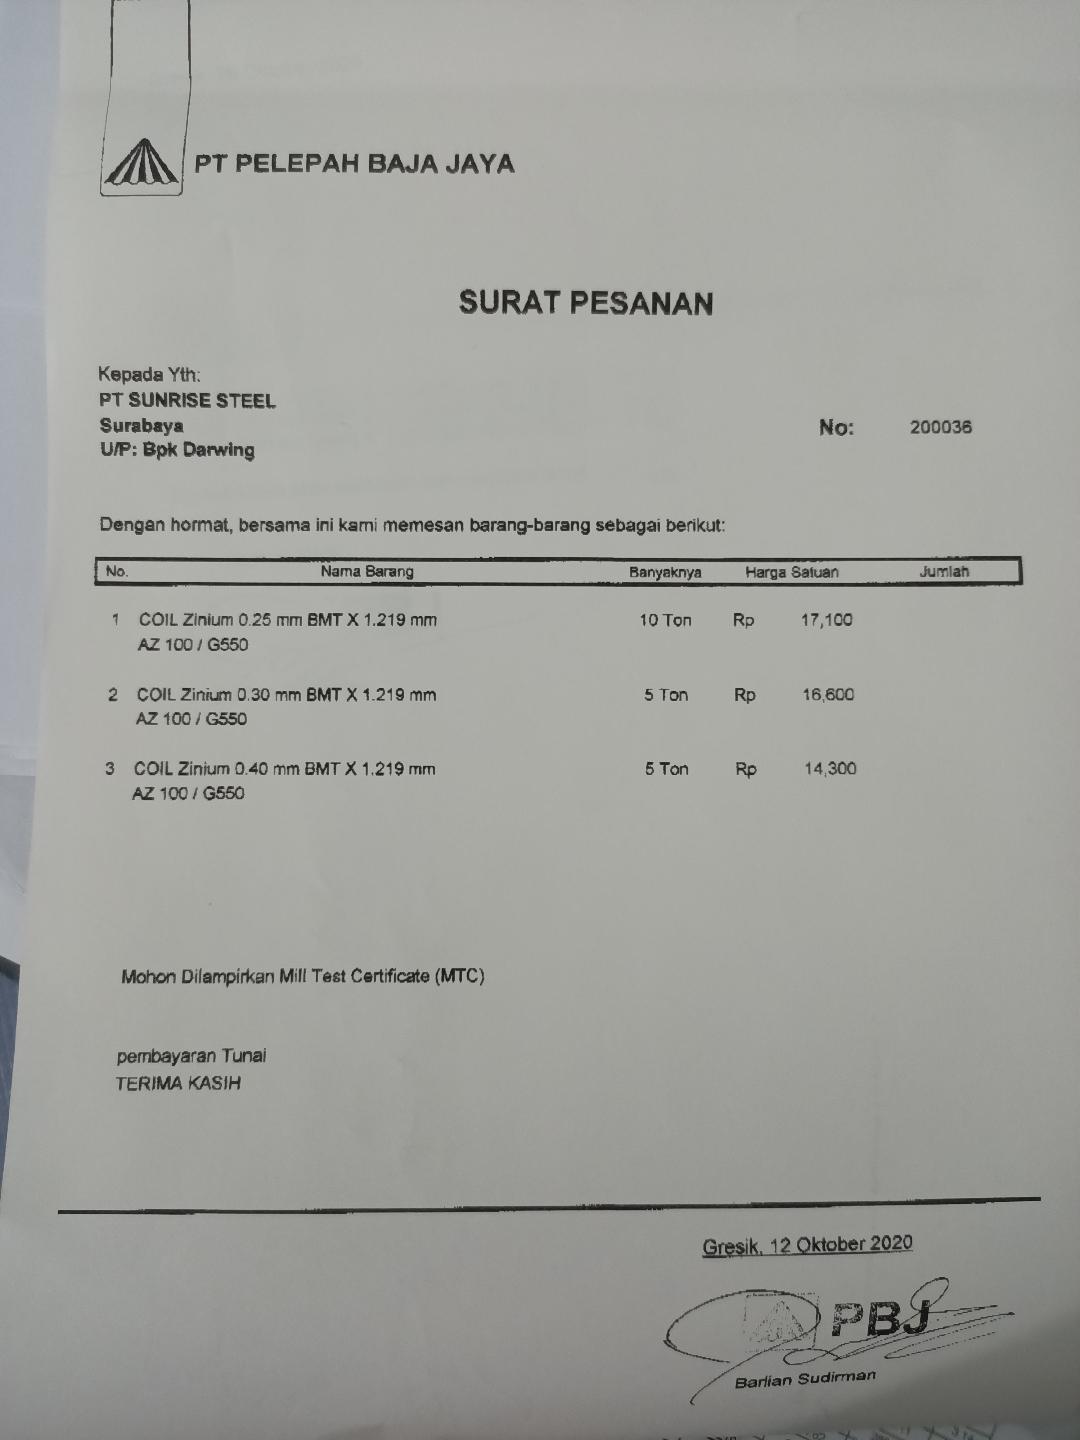 PT PELEPAH BAJA JAYA
SURAT PESANAN
Kepada Yth:
PT SUNRISE STEEL
Surabaya
U/P: Bpk Darwing
No: 200036
Dengan hormat, bersama ini kami memesan barang-barang sebagai berikut:
No. Nama Barang Banyaknya Harga Satuan Jumlah
1 COIL Zinium 0.25 mm BMT X 1.219 mm 10 Ton Rp 17,100
AZ 100 / G550
2 COIL Zinium 0.30 mm BMT X 1.219 mm 5 Ton Rp 16,600
AZ 100 / G550
3 COIL Zinium 0.40 mm BMT X 1.219 mm 5 Ton Rp 14,300
AZ 100 / G550
Mohon Dilampirkan Mill Test Certificate (MTC)
pembayaran Tunai
TERIMA KASIH
Gresik, 12 Oktober 2020
PBJ
Barlian Sudirman